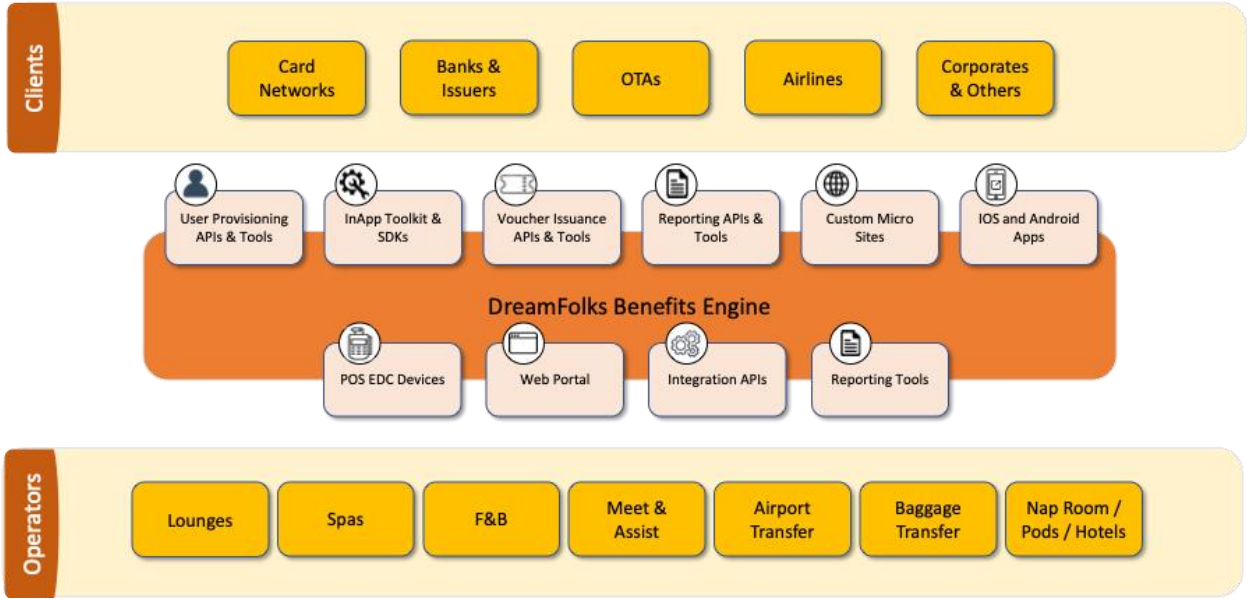 Clients
Card
Networks
Banks &
Issuers
OTAs
Airlines
Corporates
& Others
User Provisioning
APIs & Tools
InApp Toolkit &
SDKs
Voucher Issuance
APIs & Tools
Reporting APIs &
Tools
Custom Micro
Sites
IOS and Android
Apps
DreamFolks Benefits Engine
POS EDC Devices
Web Portal
Integration APIs
Reporting Tools
Operators
Lounges
Spas
F&B
Meet &
Assist
Airport
Transfer
Baggage
Transfer
Nap Room /
Pods / Hotels